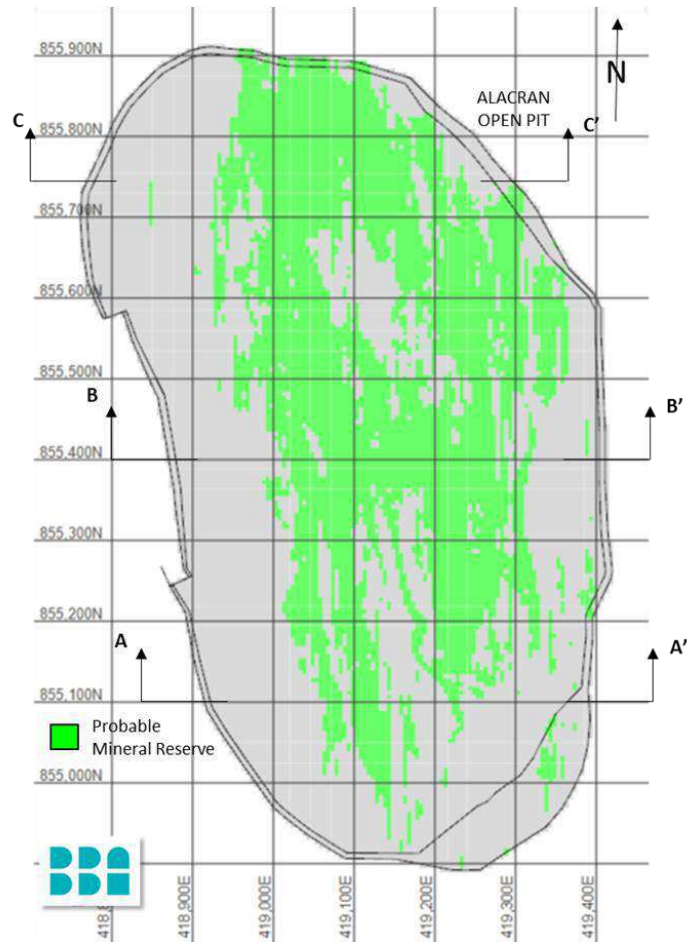 855,900N
N
ALACRAN
OPEN PIT
C
C'
855,800N
855,700N
855,600N
855,500N
B
B'
855,400N
855,300N
855,200N
A
A'
855,100N
Probable
Mineral Reserve
855,000N
BBA
418,900E
419,000E
419,100E
419,200E
419,300E
419,400E